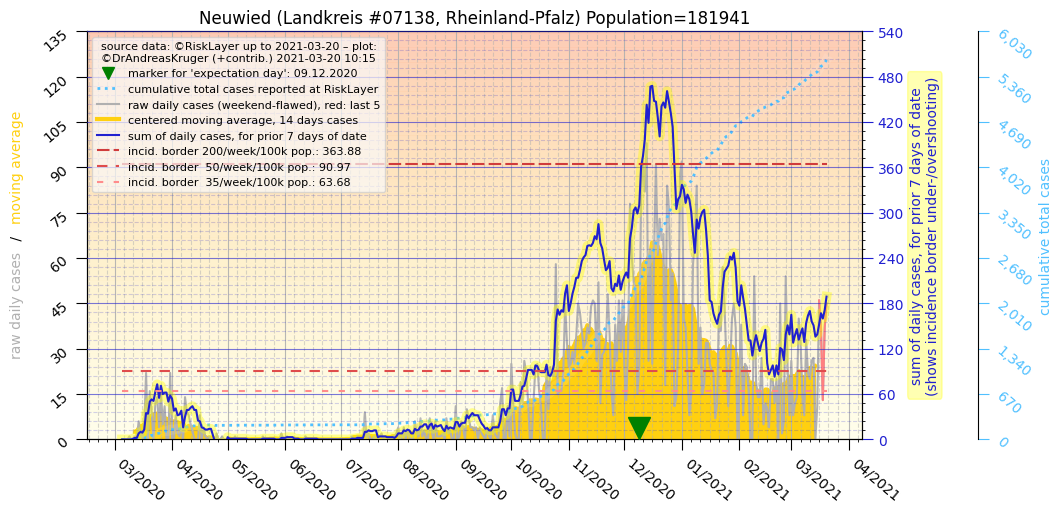 Neuwied (Landkreis #07138, Rheinland-Pfalz) Population=181941
source data: ©RiskLayer up to 2021-03-20 – plot:
©DrAndreasKruger (+contrib.) 2021-03-20 10:15
marker for 'expectation day': 09.12.2020
cumulative total cases reported at RiskLayer
raw daily cases (weekend-flawed), red: last 5
centered moving average, 14 days cases
sum of daily cases, for prior 7 days of date
incid. border 200/week/100k pop.: 363.88
incid. border 50/week/100k pop.: 90.97
incid. border 35/week/100k pop.: 63.68
raw daily cases / moving average
135
120
105
90
75
60
45
30
15
0
03/2020
04/2020
05/2020
06/2020
07/2020
08/2020
09/2020
10/2020
11/2020
12/2020
01/2021
02/2021
03/2021
04/2021
540
480
420
360
300
240
180
120
60
0
sum of daily cases, for prior 7 days of date
(shows incidence border under-/overshooting)
6,030
5,360
4,690
4,020
3,350
2,680
2,010
1,340
670
0
cumulative total cases